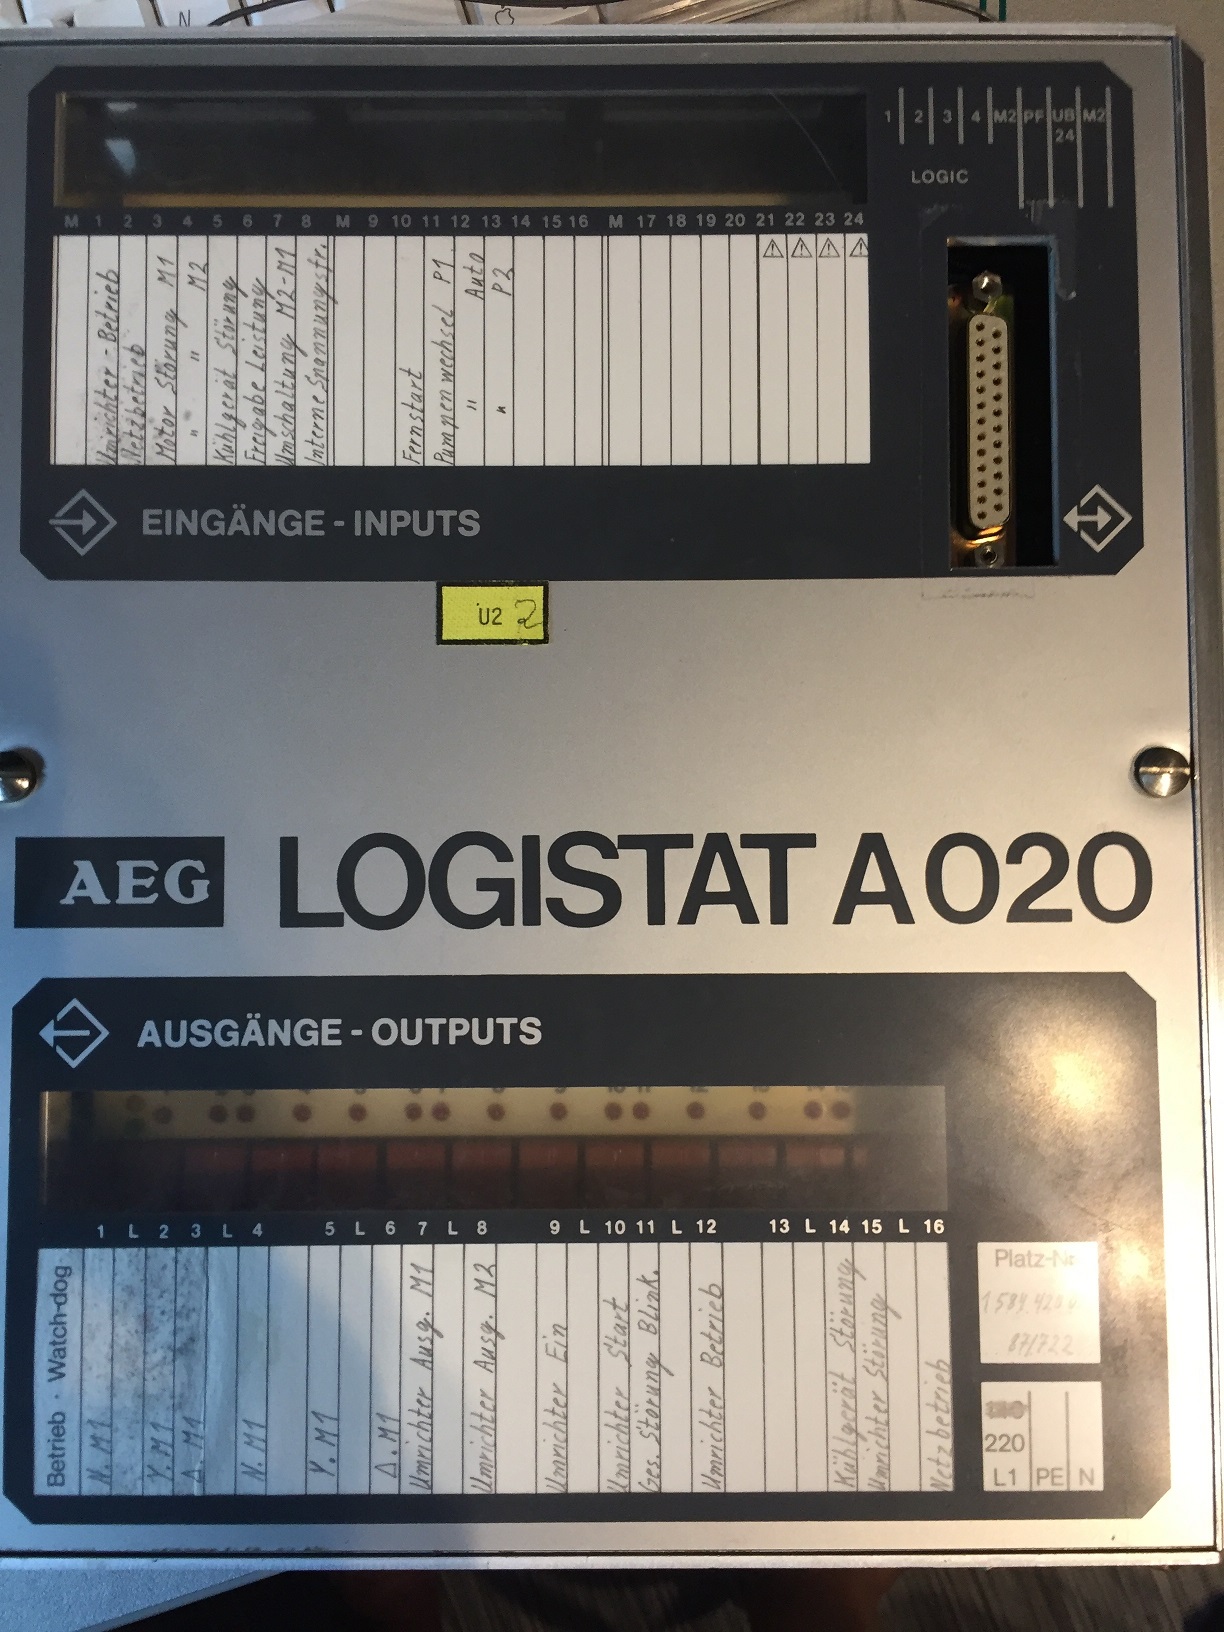 N
1 2 3 4 M2 PF UB M2
24
LOGIC
M 1 2 3 4 5 6 7 8 M 9 10 11 12 13 14 15 16 M 17 18 19 20 21 22 23 24
Umrichter - Betrieb
Netzbetrieb
Motor Störung M1
" " M2
Kühlgerät Störung
Freigabe Leistung
Umschaltung M2-M1
Interne Spannungstr.
Fernstart
Pumpenwechsel P1
" Auto
" P2
EINGÄNGE - INPUTS
U2 2
AEG LOGISTAT A020
AUSGÄNGE - OUTPUTS
1 L 2 3 L 4 5 L 6 7 L 8 9 L 10 11 L 12 13 L 14 15 L 16
Betrieb · Watch-dog
N. M1
Y. M1
Δ. M1
N. M1
Y. M1
Δ. M1
Umrichter Ausg. M1
Umrichter Ausg. M2
Umrichter Ein
Umrichter Start
Ges. Störung Blink.
Umrichter Betrieb
Kühlgerät Störung
Umrichter Störung
Netzbetrieb
Platz-Nr.
87/722
220
L1 PE N